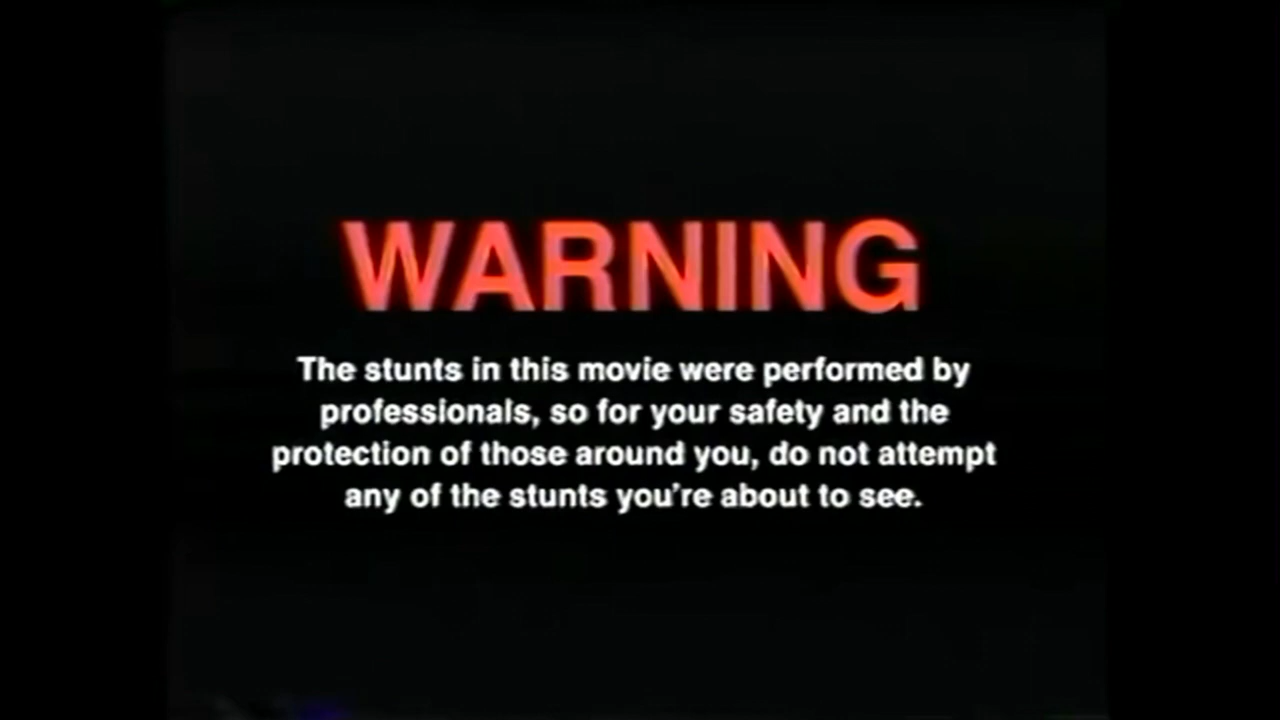 WARNING
The stunts in this movie were performed by
professionals, so for your safety and the
protection of those around you, do not attempt
any of the stunts you're about to see.